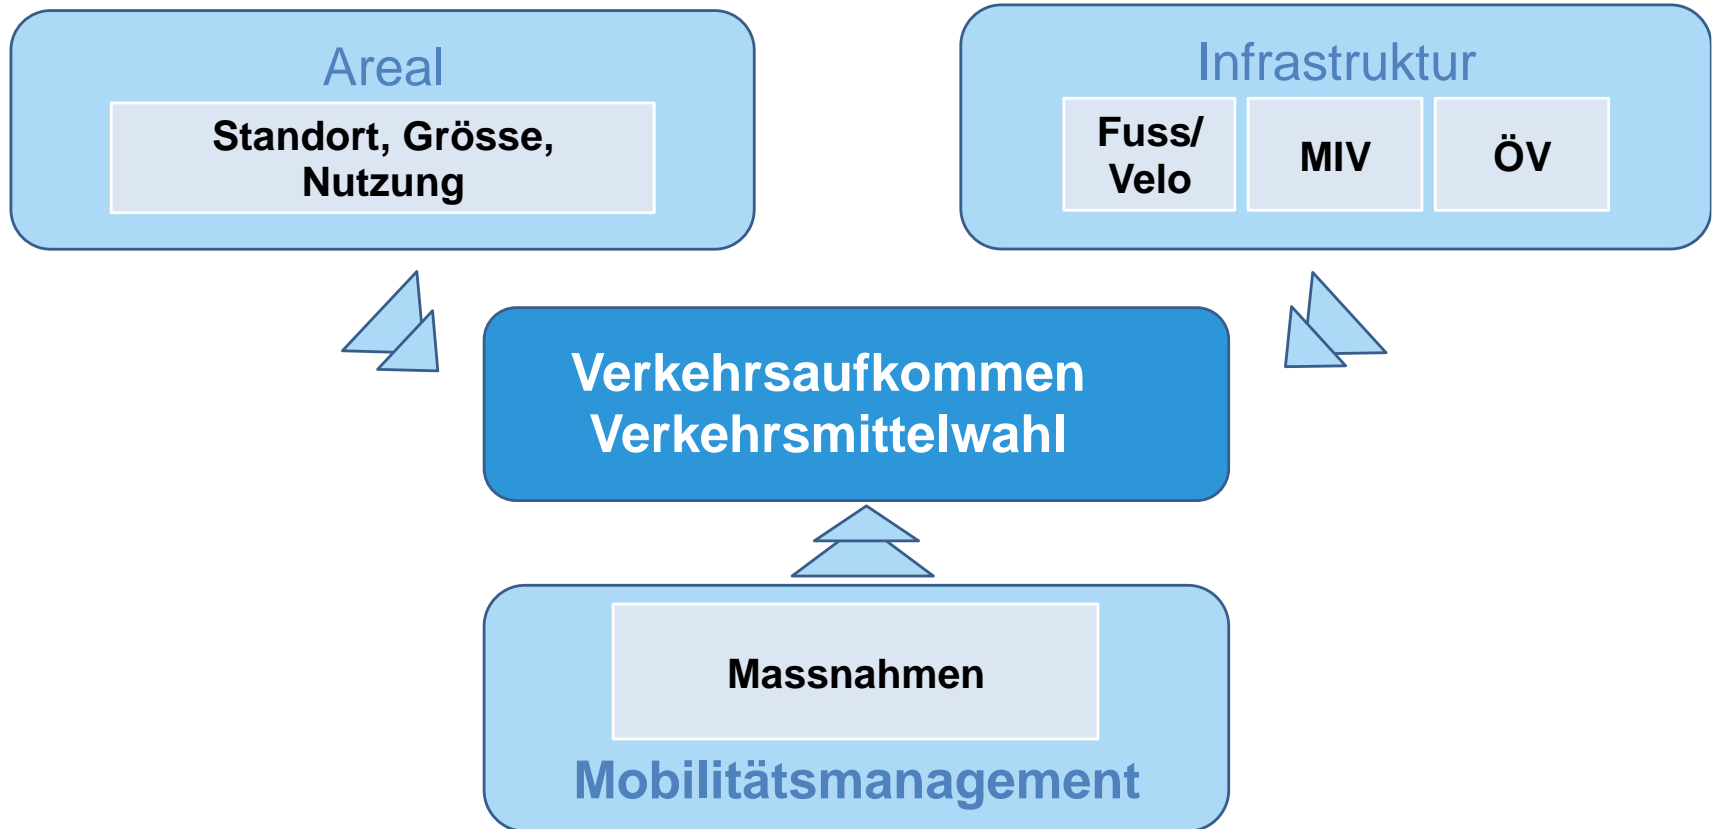 Areal
Standort, Grösse,
Nutzung
Infrastruktur
Fuss/
Velo
MIV
ÖV
Verkehrsaufkommen
Verkehrsmittelwahl
Massnahmen
Mobilitätsmanagement